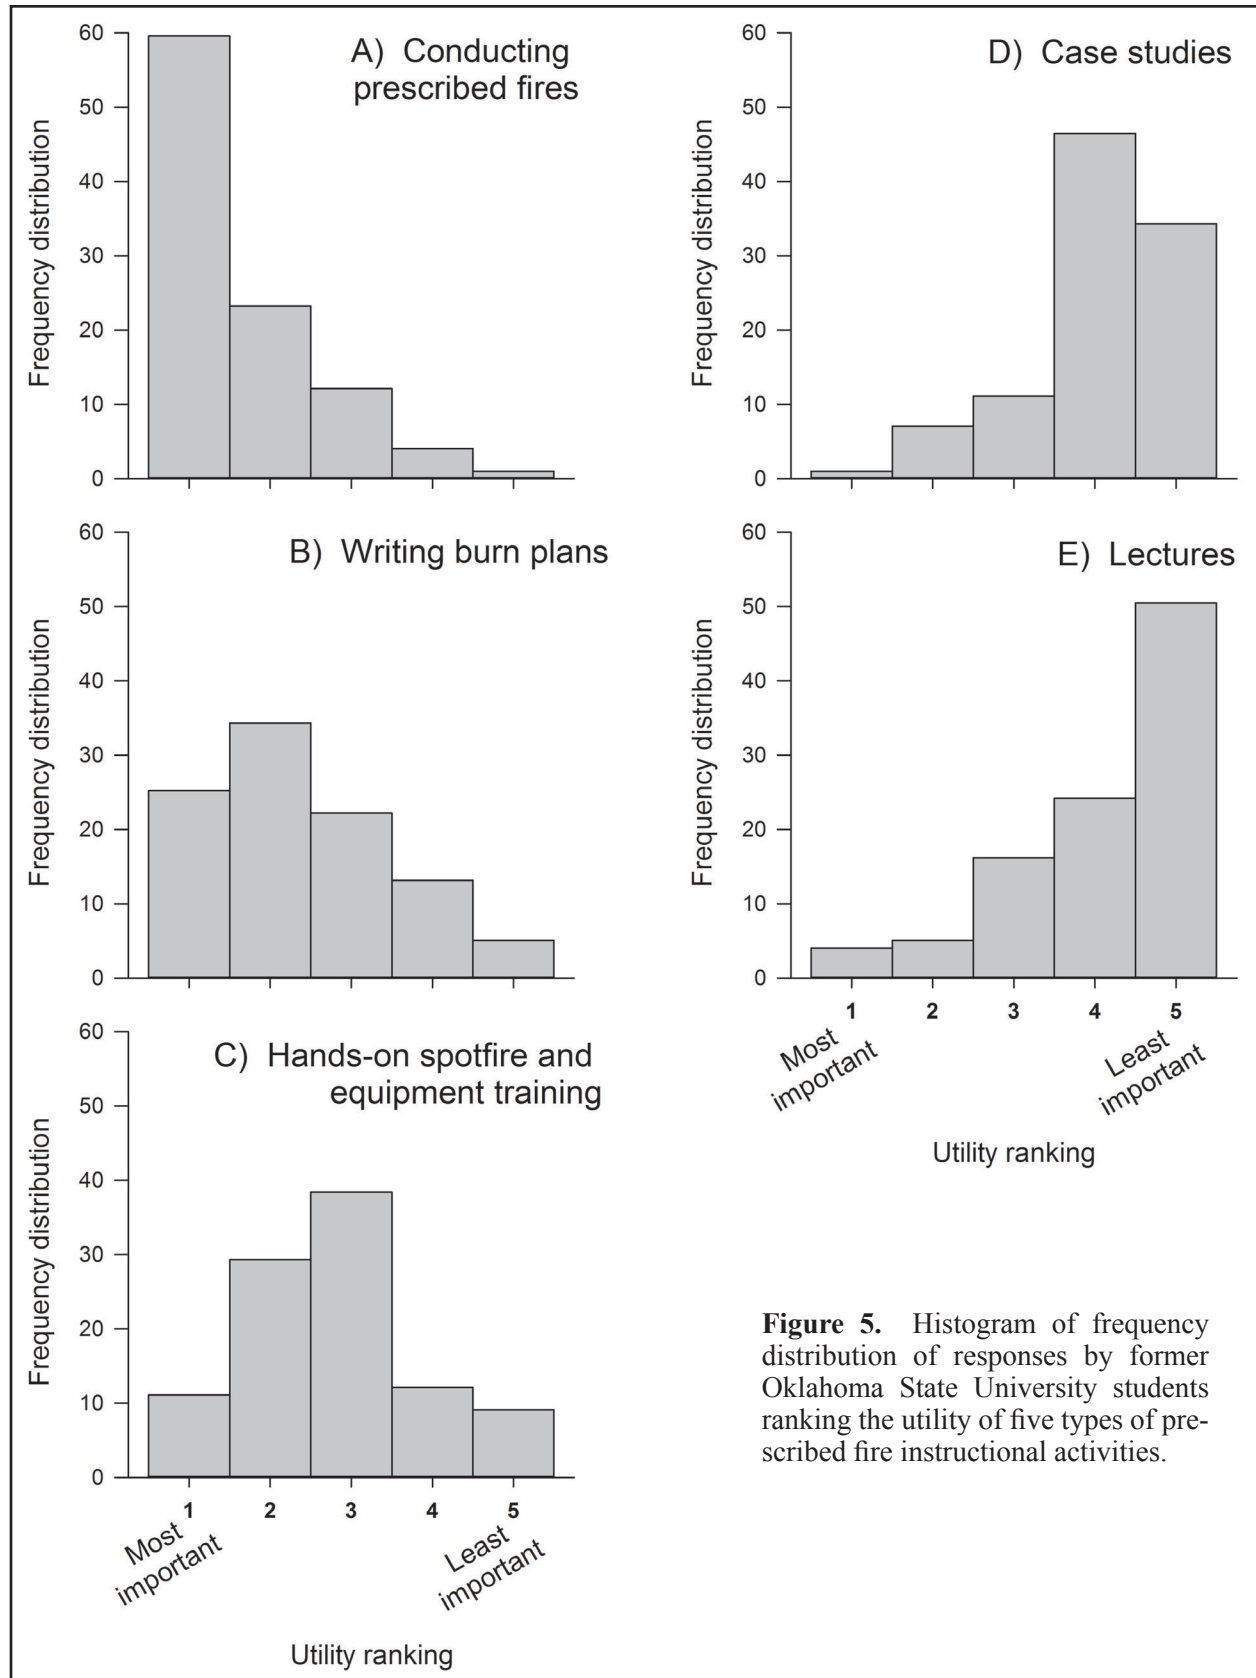 A) Conducting
prescribed fires
Frequency distribution
60
50
40
30
20
10
0
B) Writing burn plans
Frequency distribution
60
50
40
30
20
10
0
C) Hands-on spotfire and
equipment training
Frequency distribution
60
50
40
30
20
10
0
1 2 3 4 5
Most
important
Least
important
Utility ranking
D) Case studies
Frequency distribution
60
50
40
30
20
10
0
E) Lectures
Frequency distribution
60
50
40
30
20
10
0
1 2 3 4 5
Most
important
Least
important
Utility ranking
Figure 5. Histogram of frequency
distribution of responses by former
Oklahoma State University students
ranking the utility of five types of pre-
scribed fire instructional activities.